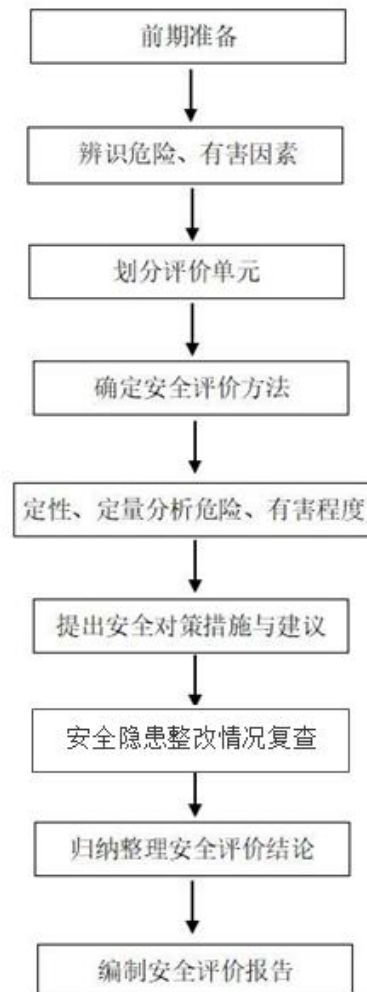 前期准备
辨识危险、有害因素
划分评价单元
确定安全评价方法
定性、定量分析危险、有害程度
提出安全对策措施与建议
安全隐患整改情况复查
归纳整理安全评价结论
编制安全评价报告